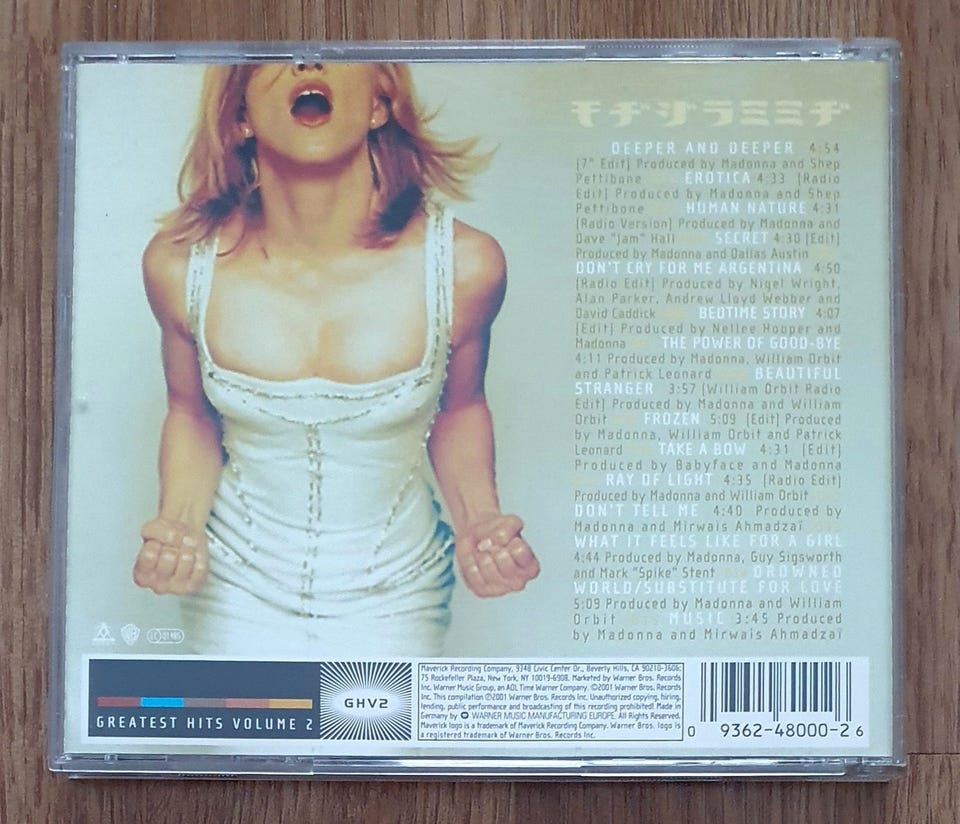 モヂジラミミヂ
DEEPER AND DEEPER 4:54
[7" Edit] Produced by Madonna and Shep
Pettibone EROTICA 4:33 [Radio
Edit] Produced by Madonna and Shep
Pettibone HUMAN NATURE 4:31
[Radio Version] Produced by Madonna and
Dave "Jam" Hall SECRET 4:30 [Edit]
Produced by Madonna and Dallas Austin
DON'T CRY FOR ME ARGENTINA 4:50
[Radio Edit] Produced by Nigel Wright,
Alan Parker, Andrew Lloyd Webber and
David Caddick BEDTIME STORY 4:07
[Edit] Produced by Nellee Hooper and
Madonna THE POWER OF GOOD-BYE
4:11 Produced by Madonna, William Orbit
and Patrick Leonard BEAUTIFUL
STRANGER 3:57 [William Orbit Radio
Edit] Produced by Madonna and William
Orbit FROZEN 5:09 [Edit] Produced
by Madonna, William Orbit and Patrick
Leonard TAKE A BOW 4:31 [Edit]
Produced by Babyface and Madonna
RAY OF LIGHT 4:35 [Radio Edit]
Produced by Madonna and William Orbit
DON'T TELL ME 4:40 Produced by
Madonna and Mirwais Ahmadzaï
WHAT IT FEELS LIKE FOR A GIRL
4:44 Produced by Madonna, Guy Sigsworth
and Mark "Spike" Stent DROWNED
WORLD/SUBSTITUTE FOR LOVE
5:09 Produced by Madonna and William
Orbit MUSIC 3:45 Produced
by Madonna and Mirwais Ahmadzaï
GREATEST HITS VOLUME 2
GHV2
Maverick Recording Company, 9348 Civic Center Dr., Beverly Hills, CA 90210-3606;
75 Rockefeller Plaza, New York, NY 10019-6908. Marketed by Warner Bros. Records
Inc. Warner Music Group, an AOL Time Warner Company. ©2001 Warner Bros. Records
Inc. This compilation ℗2001 Warner Bros. Records Inc. Unauthorized copying, hiring,
lending, public performance and broadcasting of this recording prohibited! Made in
Germany by WARNER MUSIC MANUFACTURING EUROPE. All Rights Reserved.
Maverick logo is a trademark of Maverick Recording Company. Warner Bros. logo is
a registered trademark of Warner Bros. Records Inc.
0 9362-48000-2 6